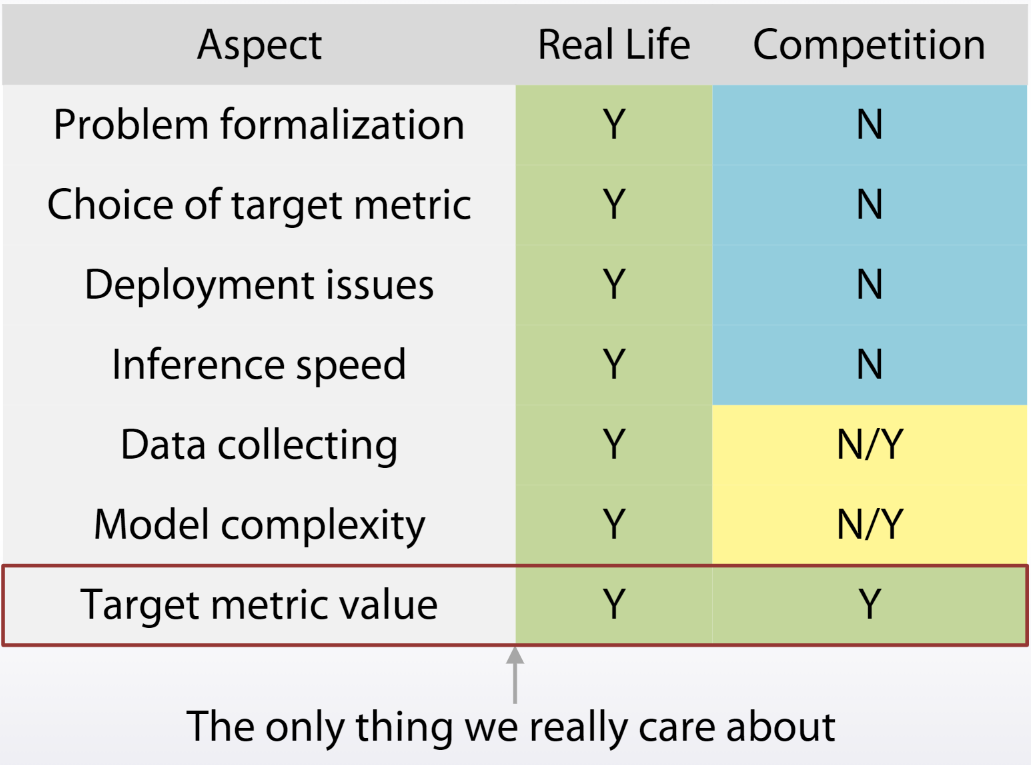 Aspect Real Life Competition
Problem formalization Y N
Choice of target metric Y N
Deployment issues Y N
Inference speed Y N
Data collecting Y N/Y
Model complexity Y N/Y
Target metric value Y Y
The only thing we really care about